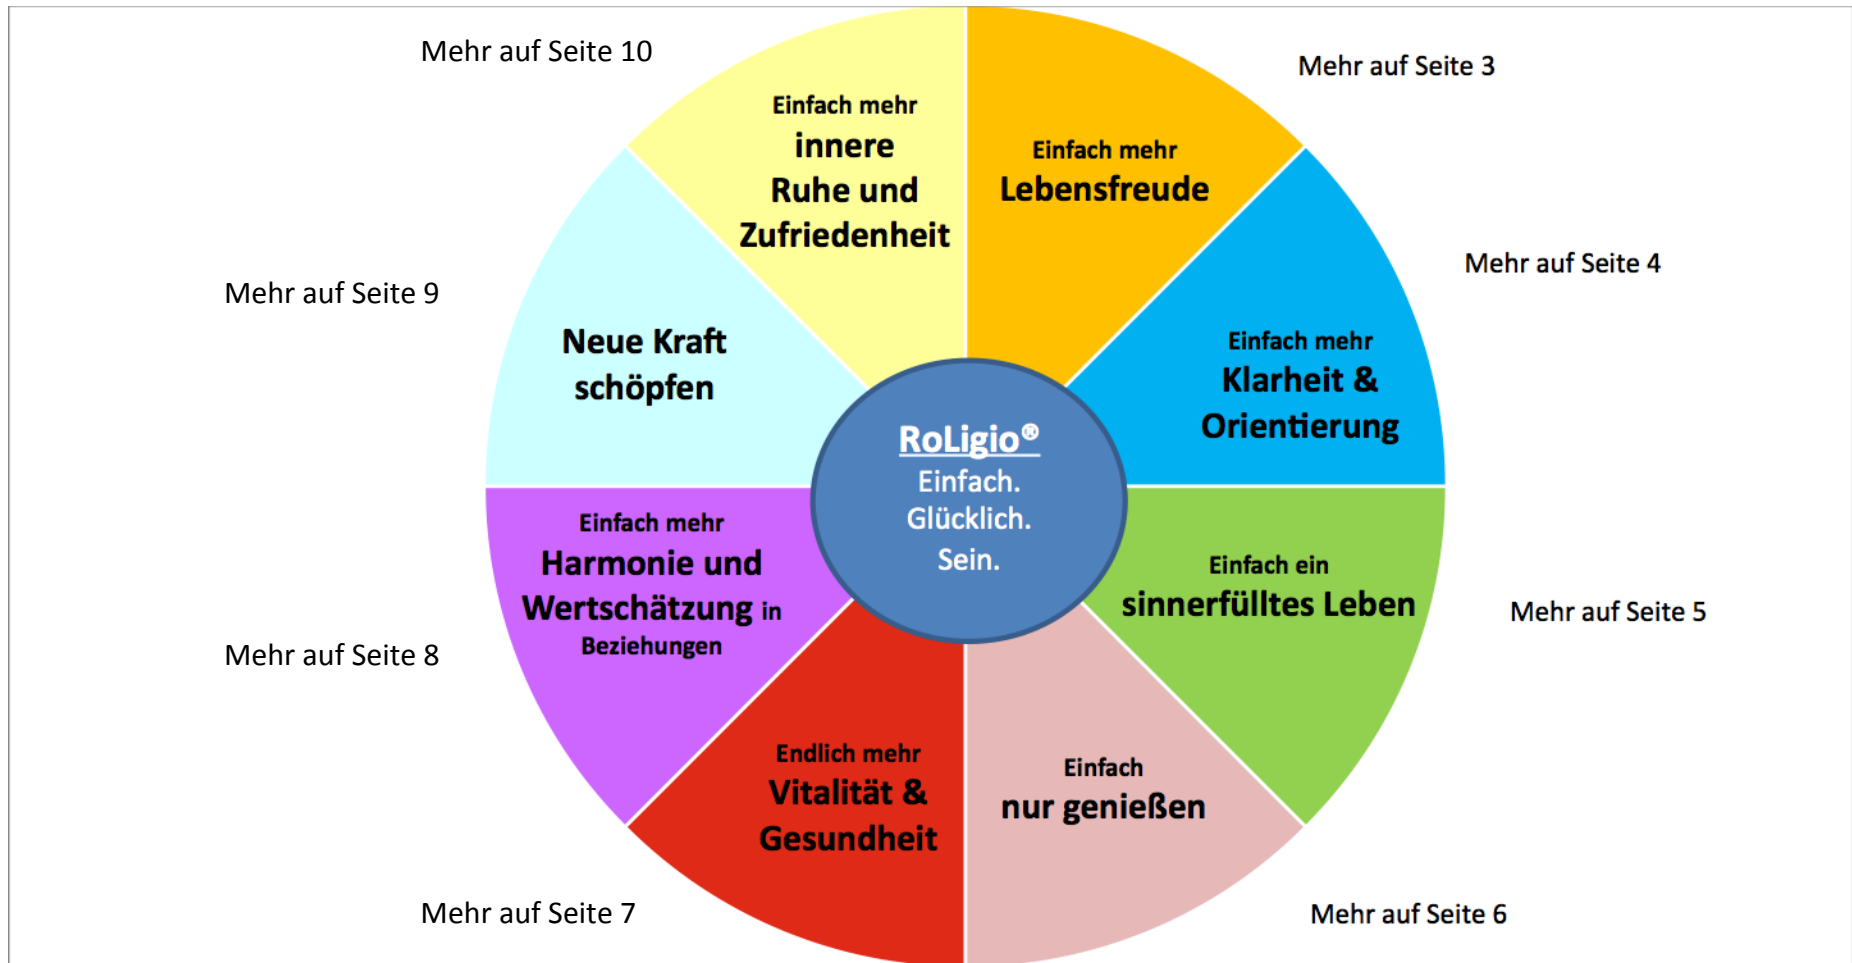 Mehr auf Seite 10
Mehr auf Seite 3
Einfach mehr
innere
Ruhe und
Zufriedenheit
Einfach mehr
Lebensfreude
Mehr auf Seite 4
Mehr auf Seite 9
Neue Kraft
schöpfen
Einfach mehr
Klarheit &
Orientierung
RoLigio®
Einfach.
Glücklich.
Sein.
Einfach mehr
Harmonie und
Wertschätzung in
Beziehungen
Einfach ein
sinnerfülltes Leben
Mehr auf Seite 5
Mehr auf Seite 8
Endlich mehr
Vitalität &
Gesundheit
Einfach
nur genießen
Mehr auf Seite 7
Mehr auf Seite 6